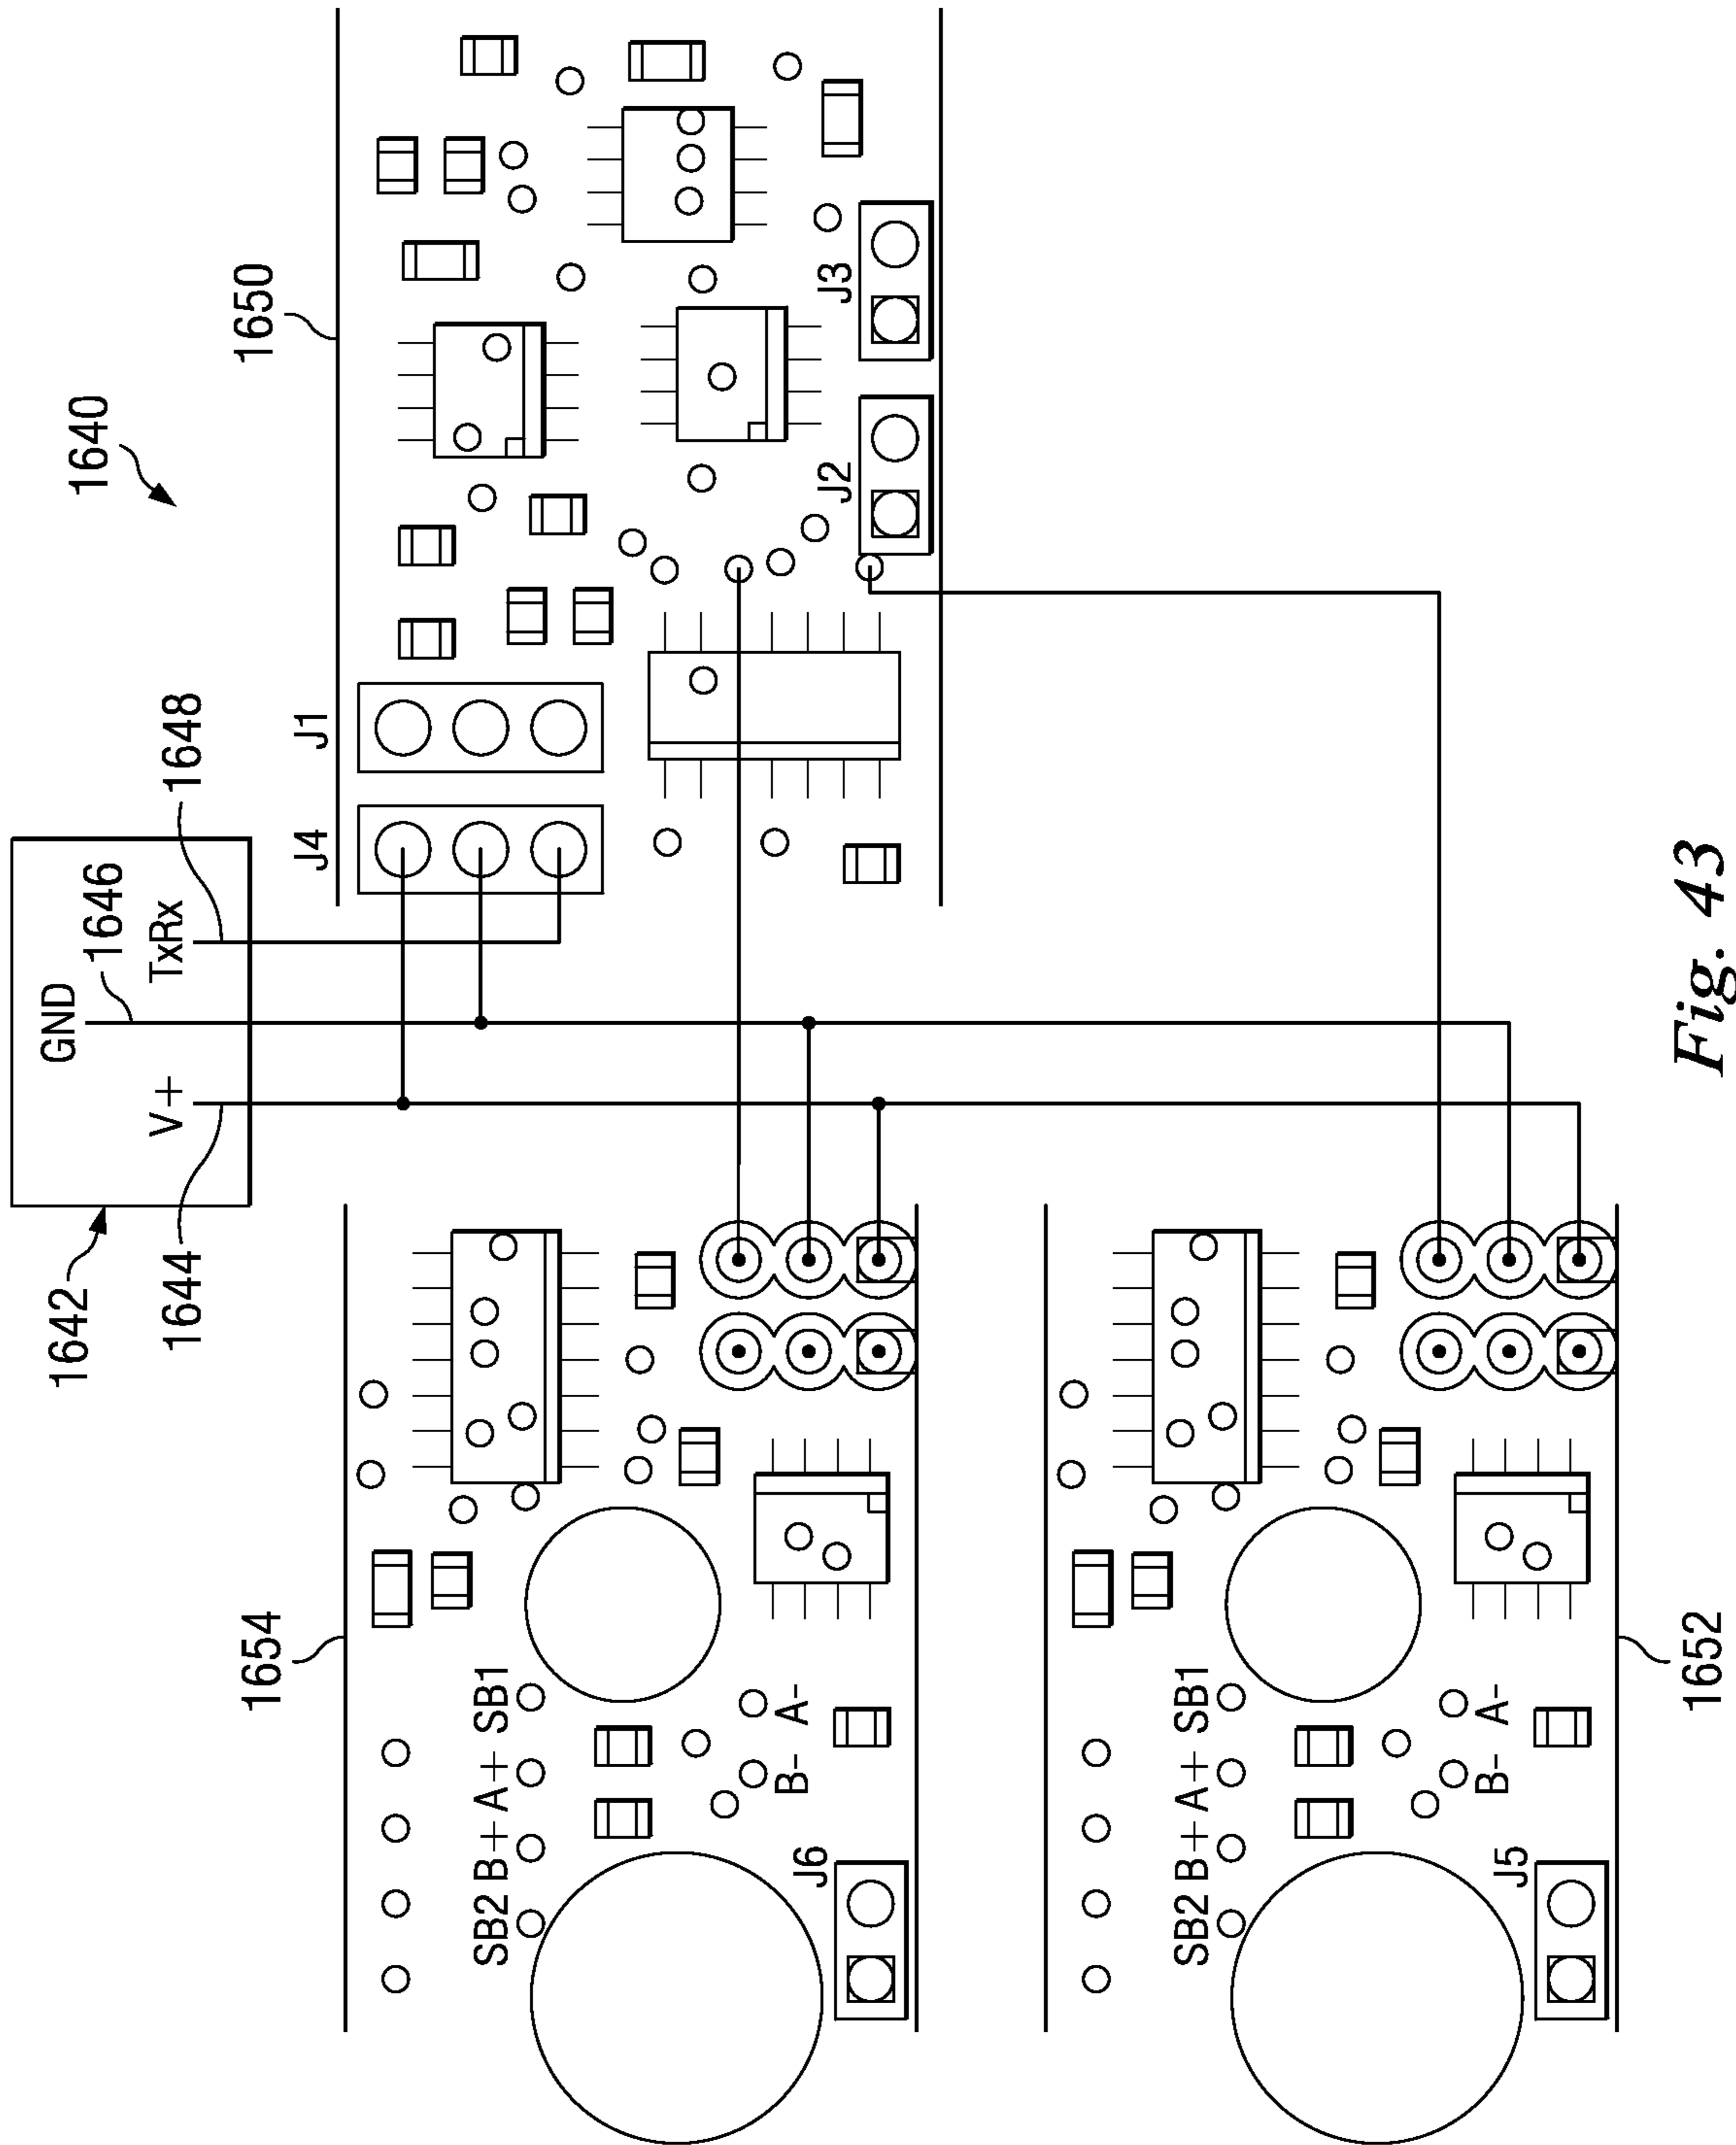 1640
1650
1642
1644
GND
V+
TxRx
1646
1648
J4
J1
J2
J3
1654
SB2 B+ A+ SB1
B- A-
J6
SB2 B+ A+ SB1
B- A-
J5
1652
Fig. 43